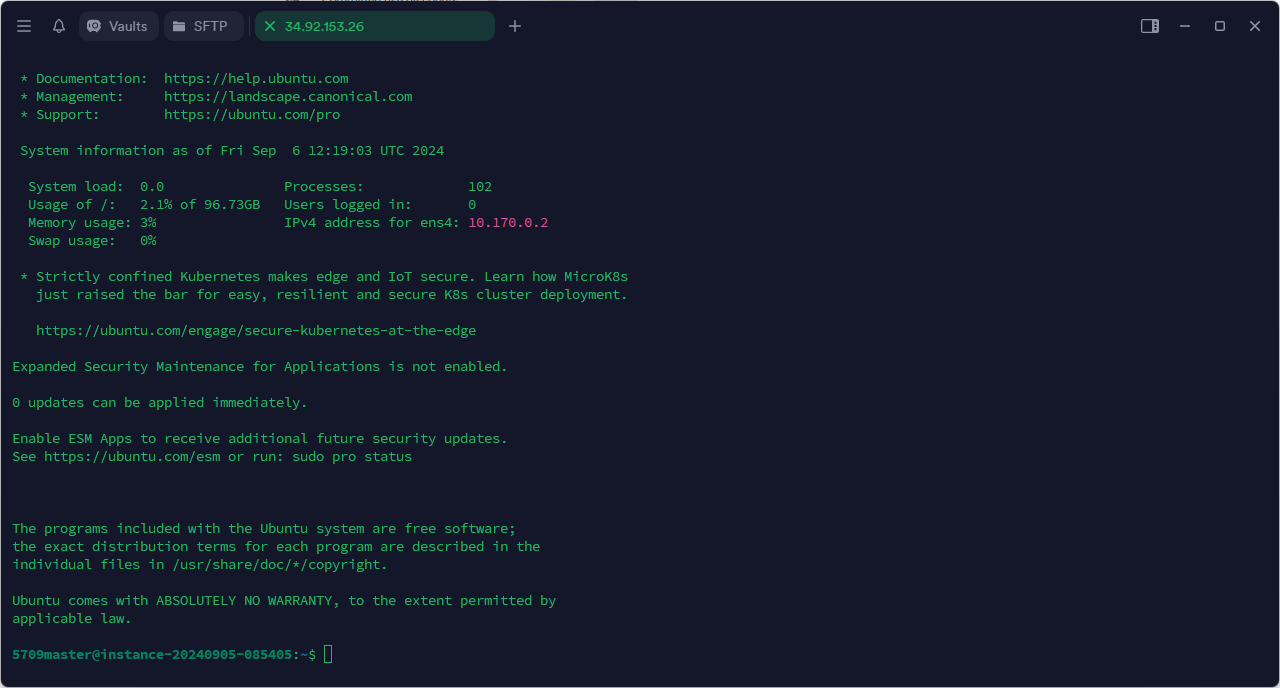 Vaults SFTP 34.92.153.26
* Documentation:  https://help.ubuntu.com
* Management:     https://landscape.canonical.com
* Support:        https://ubuntu.com/pro
System information as of Fri Sep  6 12:19:03 UTC 2024
System load:  0.0               Processes:             102
Usage of /:   2.1% of 96.73GB   Users logged in:       0
Memory usage: 3%                IPv4 address for ens4: 10.170.0.2
Swap usage:   0%
* Strictly confined Kubernetes makes edge and IoT secure. Learn how MicroK8s
just raised the bar for easy, resilient and secure K8s cluster deployment.
https://ubuntu.com/engage/secure-kubernetes-at-the-edge
Expanded Security Maintenance for Applications is not enabled.
0 updates can be applied immediately.
Enable ESM Apps to receive additional future security updates.
See https://ubuntu.com/esm or run: sudo pro status
The programs included with the Ubuntu system are free software;
the exact distribution terms for each program are described in the
individual files in /usr/share/doc/*/copyright.
Ubuntu comes with ABSOLUTELY NO WARRANTY, to the extent permitted by
applicable law.
5709master@instance-20240905-085405:~$